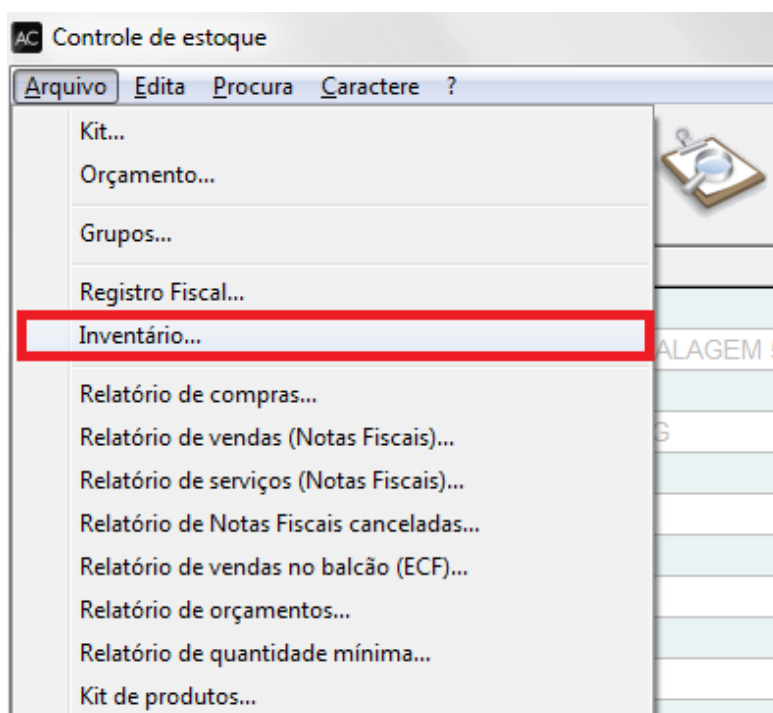 AC Controle de estoque
Arquivo Edita Procura Caractere ?
Kit...
Orçamento...
Grupos...
Registro Fiscal...
Inventário...
ALAGEM
Relatório de compras...
Relatório de vendas (Notas Fiscais)...
G
Relatório de serviços (Notas Fiscais)...
Relatório de Notas Fiscais canceladas...
Relatório de vendas no balcão (ECF)...
Relatório de orçamentos...
Relatório de quantidade mínima...
Kit de produtos...